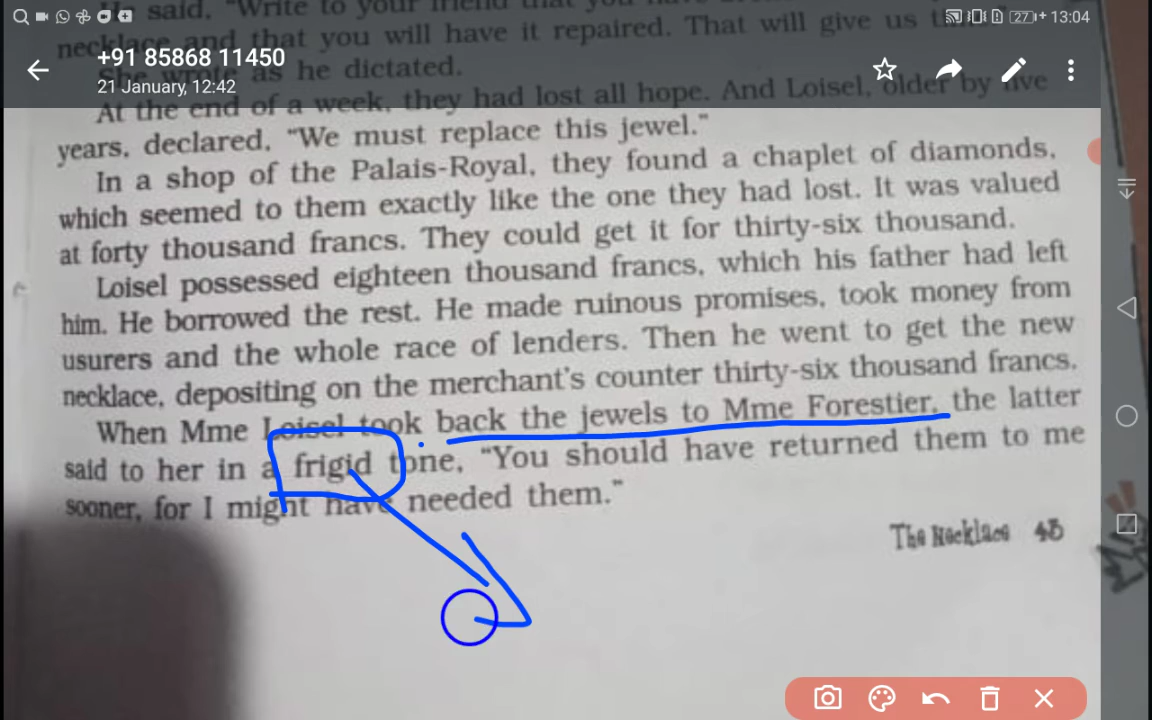 13:04
27
+91 85868 11450
21 January, 12:42
said, "Write to your friend that you have
necklace and that you will have it repaired. That will give us
She wrote as he dictated.
At the end of a week, they had lost all hope. And Loisel, older by five
years, declared, "We must replace this jewel."
In a shop of the Palais-Royal, they found a chaplet of diamonds,
which seemed to them exactly like the one they had lost. It was valued
at forty thousand francs. They could get it for thirty-six thousand.
Loisel possessed eighteen thousand francs, which his father had left
him. He borrowed the rest. He made ruinous promises, took money from
usurers and the whole race of lenders. Then he went to get the new
necklace, depositing on the merchant's counter thirty-six thousand francs.
When Mme Loisel took back the jewels to Mme Forestier, the latter
said to her in a frigid tone, "You should have returned them to me
sooner, for I might have needed them."
The Necklace 45